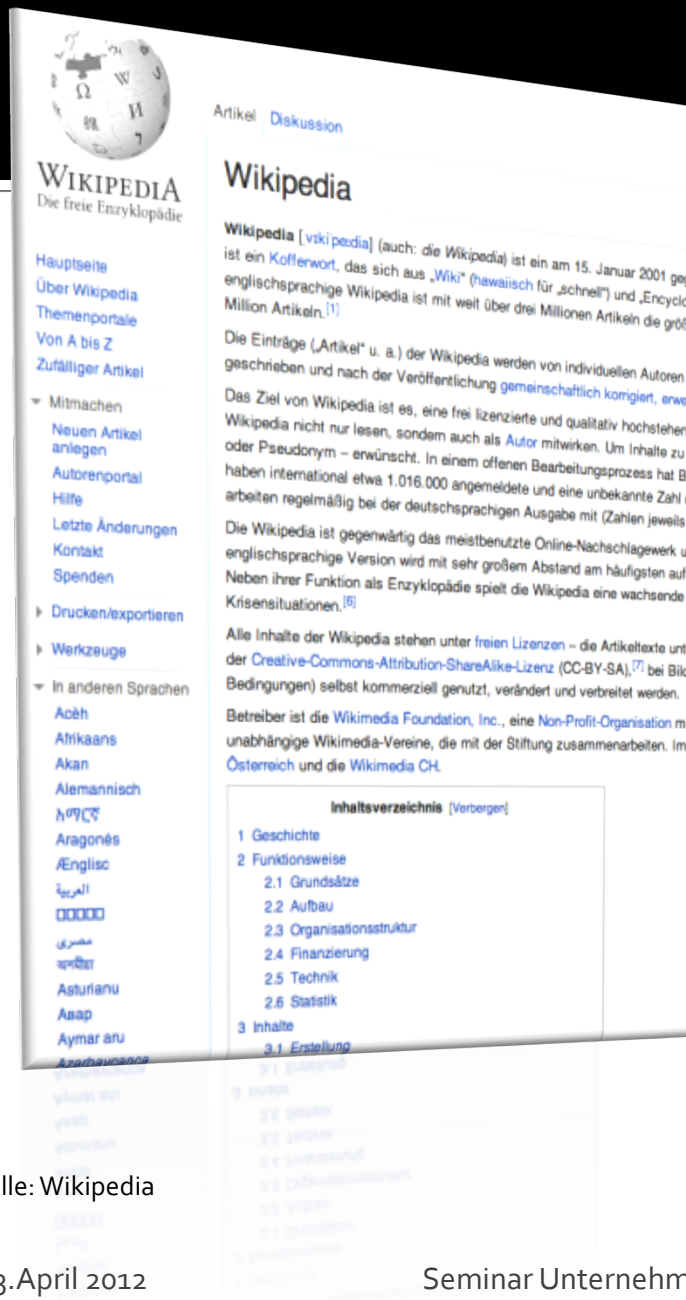 WIKIPEDIA
Die freie Enzyklopädie
Hauptseite
Über Wikipedia
Themenportale
Von A bis Z
Zufälliger Artikel
Mitmachen
Neuen Artikel
anlegen
Autorenportal
Hilfe
Letzte Änderungen
Kontakt
Spenden
Drucken/exportieren
Werkzeuge
In anderen Sprachen
Acèh
Afrikaans
Akan
Alemannisch
አማርኛ
Aragonés
Ænglisc
العربية
مصرى
অসমীয়া
Asturianu
Авар
Aymar aru
Azərbaycanca
Artikel Diskussion
Wikipedia
Wikipedia (auch: die Wikipedia) ist ein am 15. Januar 2001
ist ein Kofferwort, das sich aus „Wiki“ (hawaiisch für „schnell“) und
englischsprachige Wikipedia ist mit weit über drei Millionen Artikeln die
Million Artikeln.[1]
Die Einträge („Artikel“ u. a.) der Wikipedia werden von individuellen Autoren
geschrieben und nach der Veröffentlichung gemeinschaftlich korrigiert,
Das Ziel von Wikipedia ist es, eine frei lizenzierte und qualitativ
Wikipedia nicht nur lesen, sondern auch als Autor mitwirken. Um Inhalte zu
oder Pseudonym – erwünscht. In einem offenen Bearbeitungsprozess hat
haben international etwa 1.016.000 angemeldete und eine unbekannte Zahl
arbeiten regelmäßig bei der deutschsprachigen Ausgabe mit (Zahlen jeweils
Die Wikipedia ist gegenwärtig das meistbenutzte Online-Nachschlagewerk
englischsprachige Version wird mit sehr großem Abstand am häufigsten
Neben ihrer Funktion als Enzyklopädie spielt die Wikipedia eine wachsende
Krisensituationen.[6]
Alle Inhalte der Wikipedia stehen unter freien Lizenzen – die Artikeltexte
der Creative-Commons-Attribution-ShareAlike-Lizenz (CC-BY-SA),[7] bei
Bedingungen) selbst kommerziell genutzt, verändert und verbreitet werden.
Betreiber ist die Wikimedia Foundation, Inc., eine Non-Profit-Organisation
unabhängige Wikimedia-Vereine, die mit der Stiftung zusammenarbeiten. Im
Österreich und die Wikimedia CH.
Inhaltsverzeichnis [Verbergen]
1 Geschichte
2 Funktionsweise
2.1 Grundsätze
2.2 Aufbau
2.3 Organisationsstruktur
2.4 Finanzierung
2.5 Technik
2.6 Statistik
3 Inhalte
3.1 Erstellung
lle: Wikipedia
3.April 2012
Seminar Unternehm